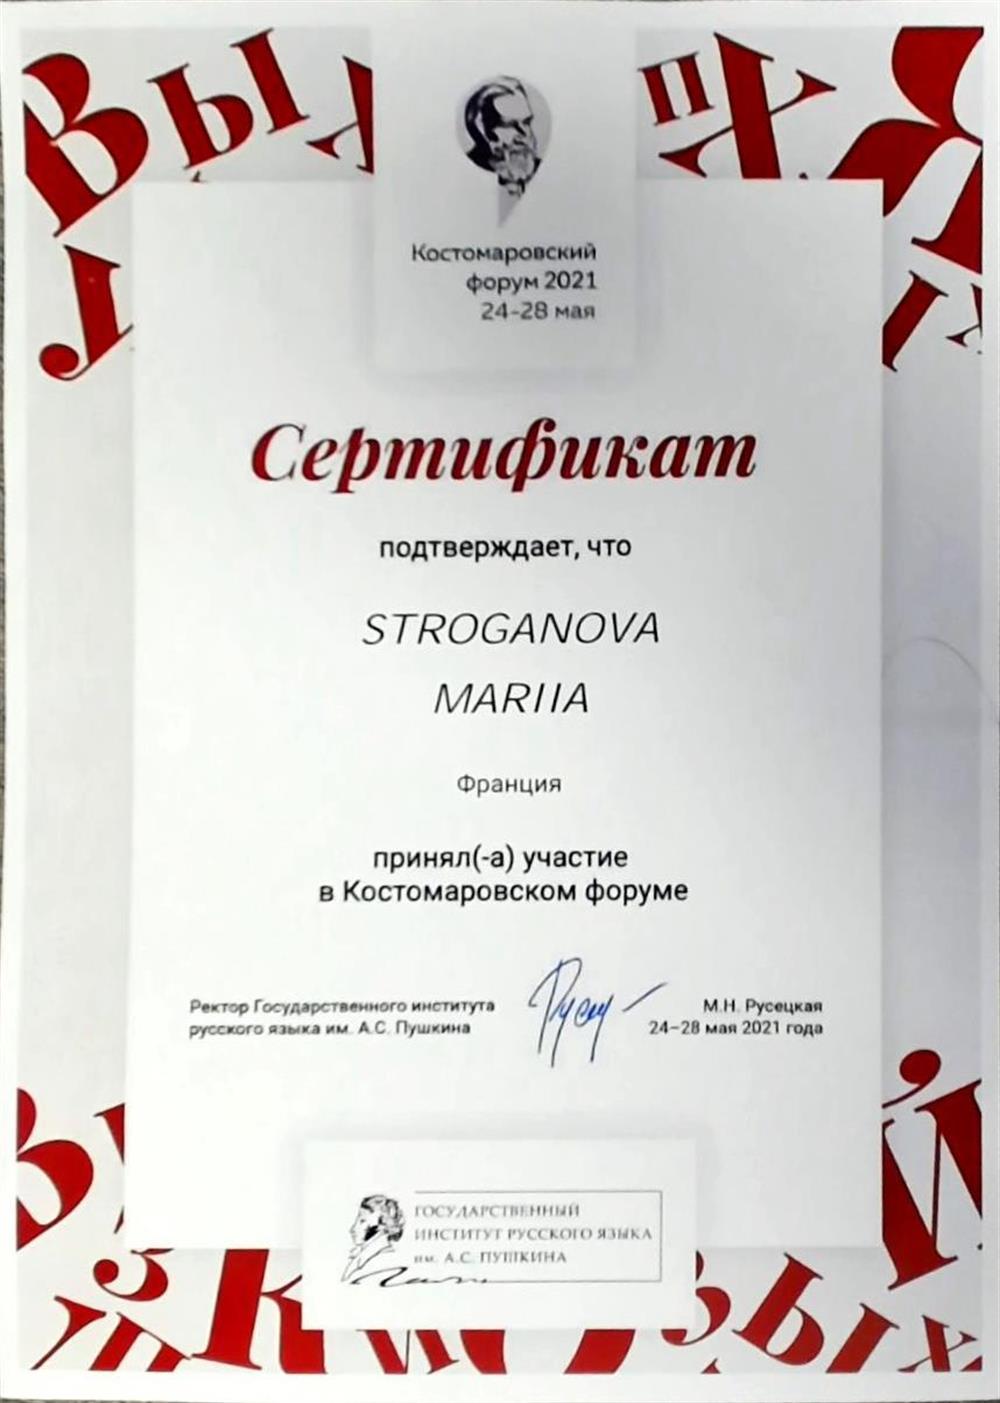 Костомаровский
форум 2021
24-28 мая
Сертификат
подтверждает, что
STROGANOVA
MARIIA
Франция
принял(-а) участие
в Костомаровском форуме
Ректор Государственного института
русского языка им. А.С. Пушкина
М.Н. Русецкая
24–28 мая 2021 года
ГОСУДАРСТВЕННЫЙ
ИНСТИТУТ РУССКОГО ЯЗЫКА
им. А.С. ПУШКИНА